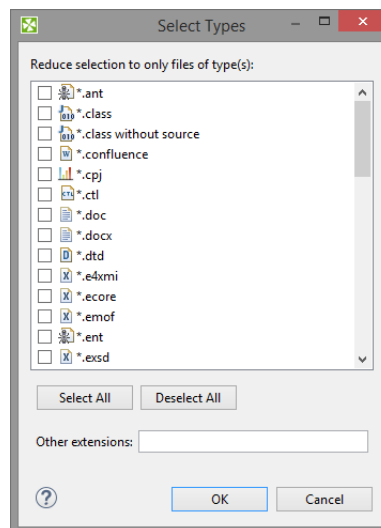 Select Types
Reduce selection to only files of type(s):
*.ant
*.class
*.class without source
*.confluence
*.cpj
*.ctl
*.doc
*.docx
*.dtd
*.e4xmi
*.ecore
*.emof
*.ent
*.exsd
Select All Deselect All
Other extensions:
OK Cancel